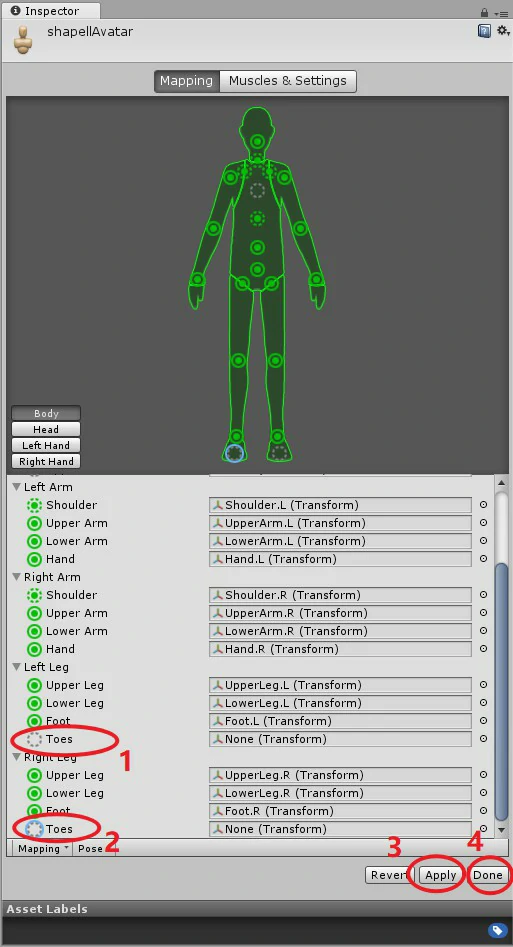 Inspector
shapellAvatar
Mapping Muscles & Settings
Body
Head
Left Hand
Right Hand
Left Arm
Shoulder Shoulder.L (Transform)
Upper Arm UpperArm.L (Transform)
Lower Arm LowerArm.L (Transform)
Hand Hand.L (Transform)
Right Arm
Shoulder Shoulder.R (Transform)
Upper Arm UpperArm.R (Transform)
Lower Arm LowerArm.R (Transform)
Hand Hand.R (Transform)
Left Leg
Upper Leg UpperLeg.L (Transform)
Lower Leg LowerLeg.L (Transform)
Foot Foot.L (Transform)
Toes None (Transform)
1
Right Leg
Upper Leg UpperLeg.R (Transform)
Lower Leg LowerLeg.R (Transform)
Foot Foot.R (Transform)
Toes None (Transform)
2
Mapping Pose
3 4
Revert Apply Done
Asset Labels